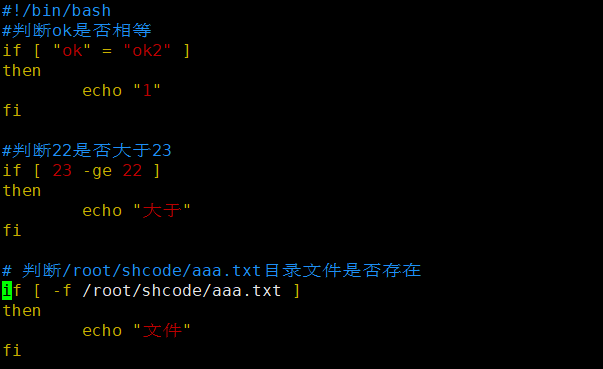 #!/bin/bash
#判断ok是否相等
if [ "ok" = "ok2" ]
then
        echo "1"
fi

#判断22是否大于23
if [ 23 -ge 22 ]
then
        echo "大于"
fi

# 判断/root/shcode/aaa.txt目录文件是否存在
if [ -f /root/shcode/aaa.txt ]
then
        echo "文件"
fi